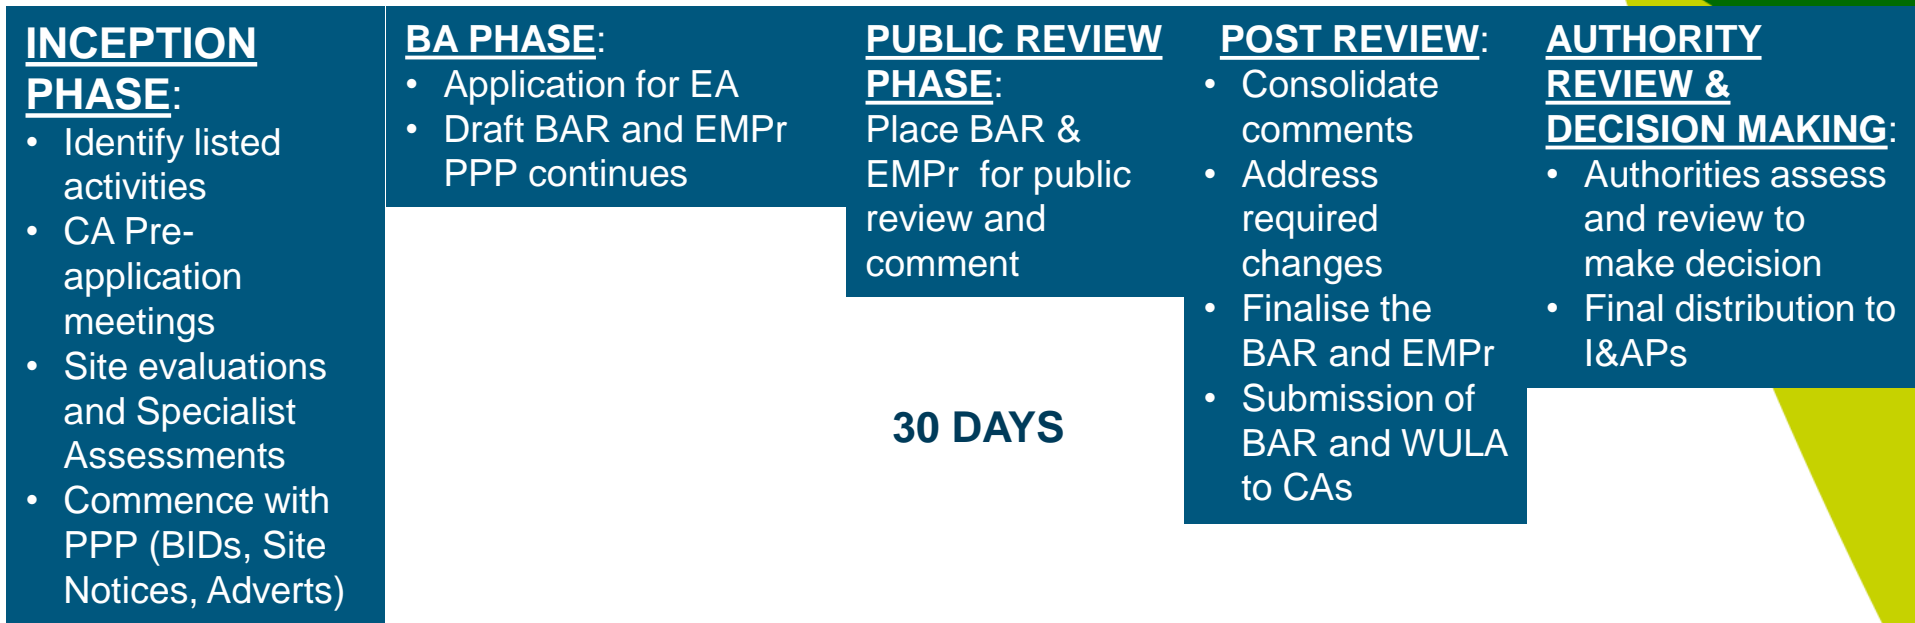 INCEPTION
PHASE:
• Identify listed
activities
• CA Pre-
application
meetings
• Site evaluations
and Specialist
Assessments
• Commence with
PPP (BIDs, Site
Notices, Adverts)
BA PHASE:
• Application for EA
• Draft BAR and EMPr
PPP continues
PUBLIC REVIEW
PHASE:
Place BAR &
EMPr for public
review and
comment
30 DAYS
POST REVIEW:
• Consolidate
comments
• Address
required
changes
• Finalise the
BAR and EMPr
• Submission of
BAR and WULA
to CAs
AUTHORITY
REVIEW &
DECISION MAKING:
• Authorities assess
and review to
make decision
• Final distribution to
I&APs